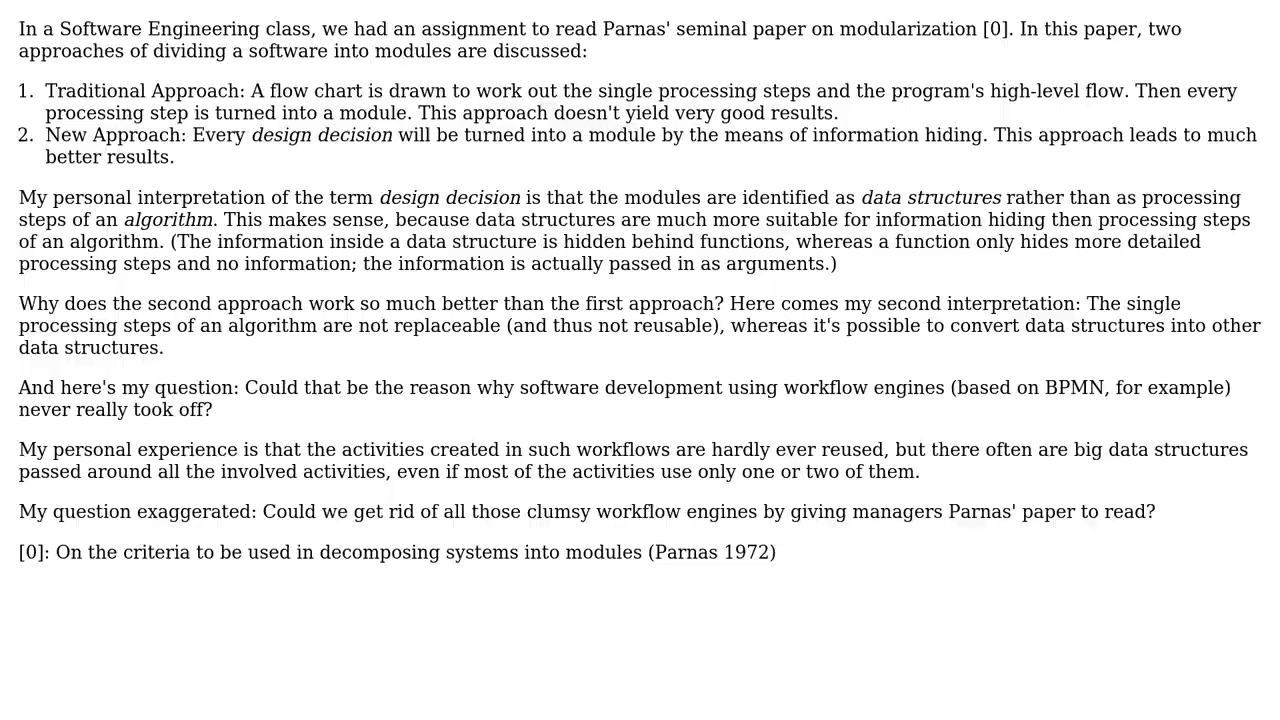 In a Software Engineering class, we had an assignment to read Parnas' seminal paper on modularization [0]. In this paper, two
approaches of dividing a software into modules are discussed:
1. Traditional Approach: A flow chart is drawn to work out the single processing steps and the program's high-level flow. Then every
processing step is turned into a module. This approach doesn't yield very good results.
2. New Approach: Every design decision will be turned into a module by the means of information hiding. This approach leads to much
better results.
My personal interpretation of the term design decision is that the modules are identified as data structures rather than as processing
steps of an algorithm. This makes sense, because data structures are much more suitable for information hiding then processing steps
of an algorithm. (The information inside a data structure is hidden behind functions, whereas a function only hides more detailed
processing steps and no information; the information is actually passed in as arguments.)
Why does the second approach work so much better than the first approach? Here comes my second interpretation: The single
processing steps of an algorithm are not replaceable (and thus not reusable), whereas it's possible to convert data structures into other
data structures.
And here's my question: Could that be the reason why software development using workflow engines (based on BPMN, for example)
never really took off?
My personal experience is that the activities created in such workflows are hardly ever reused, but there often are big data structures
passed around all the involved activities, even if most of the activities use only one or two of them.
My question exaggerated: Could we get rid of all those clumsy workflow engines by giving managers Parnas' paper to read?
[0]: On the criteria to be used in decomposing systems into modules (Parnas 1972)